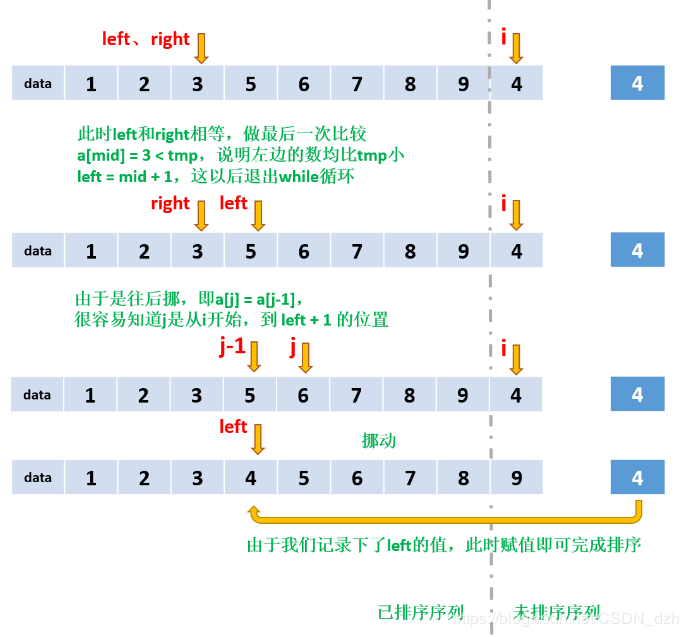 left、right i
data 1 2 3 5 6 7 8 9 4 4
此时left和right相等，做最后一次比较
a[mid] = 3 < tmp，说明左边的数均比tmp小
left = mid + 1，这以后退出while循环
right left i
data 1 2 3 5 6 7 8 9 4 4
由于是往后挪，即a[j] = a[j-1]，
很容易知道j是从i开始，到 left + 1 的位置
j-1 j i
data 1 2 3 5 6 7 8 9 4 4
left 挪动
data 1 2 3 4 5 6 7 8 9 4
由于我们记录下了left的值，此时赋值即可完成排序
已排序序列 未排序序列
https://blog.csdn.net/CSDN_dzh